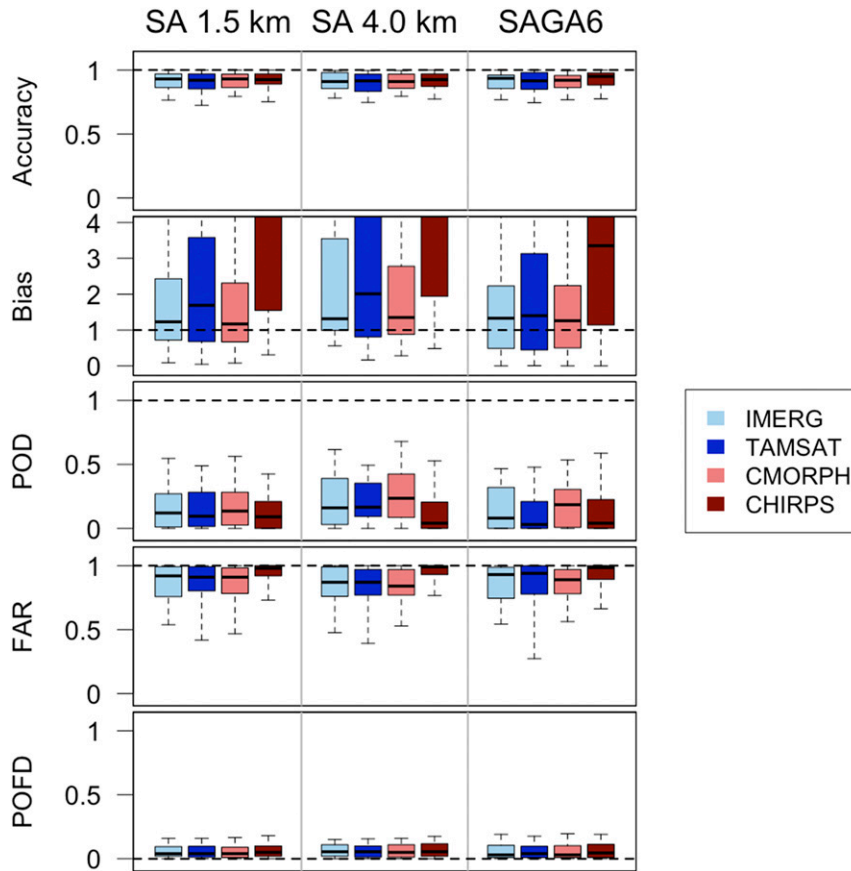 SA 1.5 km SA 4.0 km SAGA6
Accuracy
1
0.5
0
Bias
4
3
2
1
0
POD
1
0.5
0
FAR
1
0.5
0
POFD
1
0.5
0
IMERG
TAMSAT
CMORPH
CHIRPS